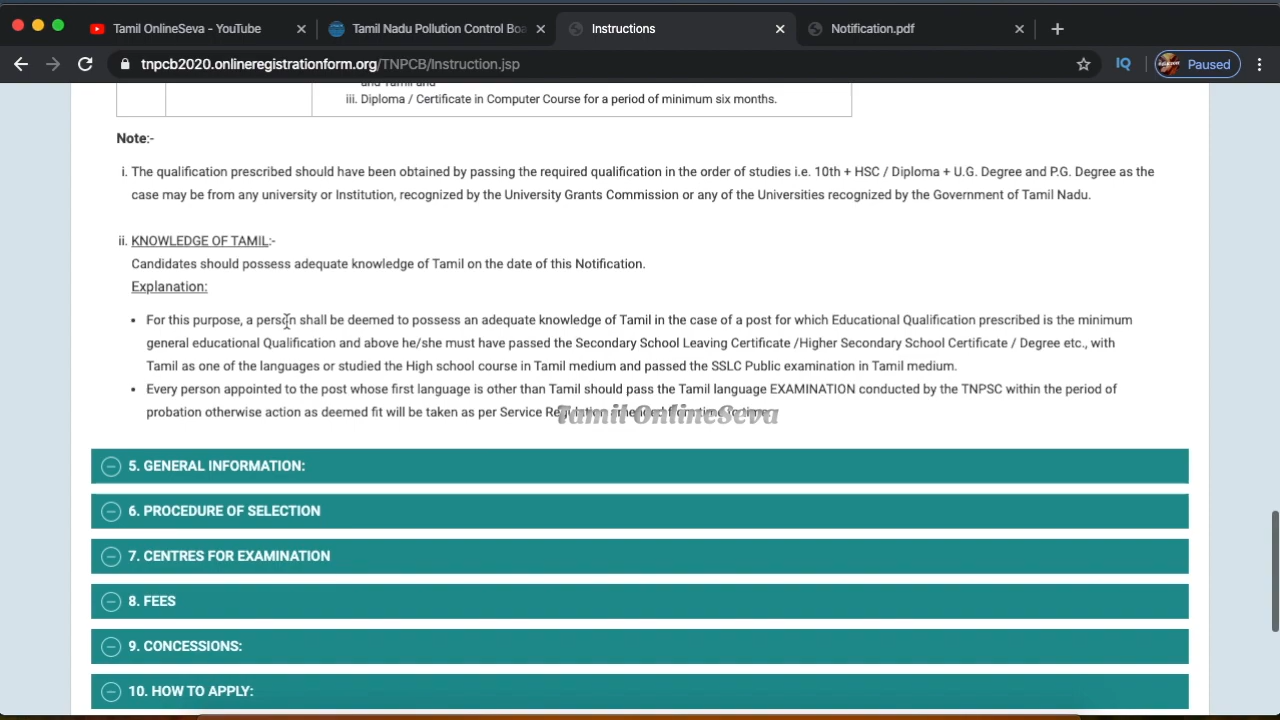 Tamil OnlineSeva - YouTube
Tamil Nadu Pollution Control Boa
Instructions
Notification.pdf
tnpcb2020.onlineregistrationform.org/TNPCB/Instruction.jsp
IQ
Paused
and Tamil and
iii. Diploma / Certificate in Computer Course for a period of minimum six months.
Note:-
i. The qualification prescribed should have been obtained by passing the required qualification in the order of studies i.e. 10th + HSC / Diploma + U.G. Degree and P.G. Degree as the
case may be from any university or Institution, recognized by the University Grants Commission or any of the Universities recognized by the Government of Tamil Nadu.
ii. KNOWLEDGE OF TAMIL:-
Candidates should possess adequate knowledge of Tamil on the date of this Notification.
Explanation:
• For this purpose, a person shall be deemed to possess an adequate knowledge of Tamil in the case of a post for which Educational Qualification prescribed is the minimum
general educational Qualification and above he/she must have passed the Secondary School Leaving Certificate /Higher Secondary School Certificate / Degree etc., with
Tamil as one of the languages or studied the High school course in Tamil medium and passed the SSLC Public examination in Tamil medium.
• Every person appointed to the post whose first language is other than Tamil should pass the Tamil language EXAMINATION conducted by the TNPSC within the period of
probation otherwise action as deemed fit will be taken as per Service Regulation amended from time to time.
Tamil OnlineSeva
5. GENERAL INFORMATION:
6. PROCEDURE OF SELECTION
7. CENTRES FOR EXAMINATION
8. FEES
9. CONCESSIONS:
10. HOW TO APPLY: